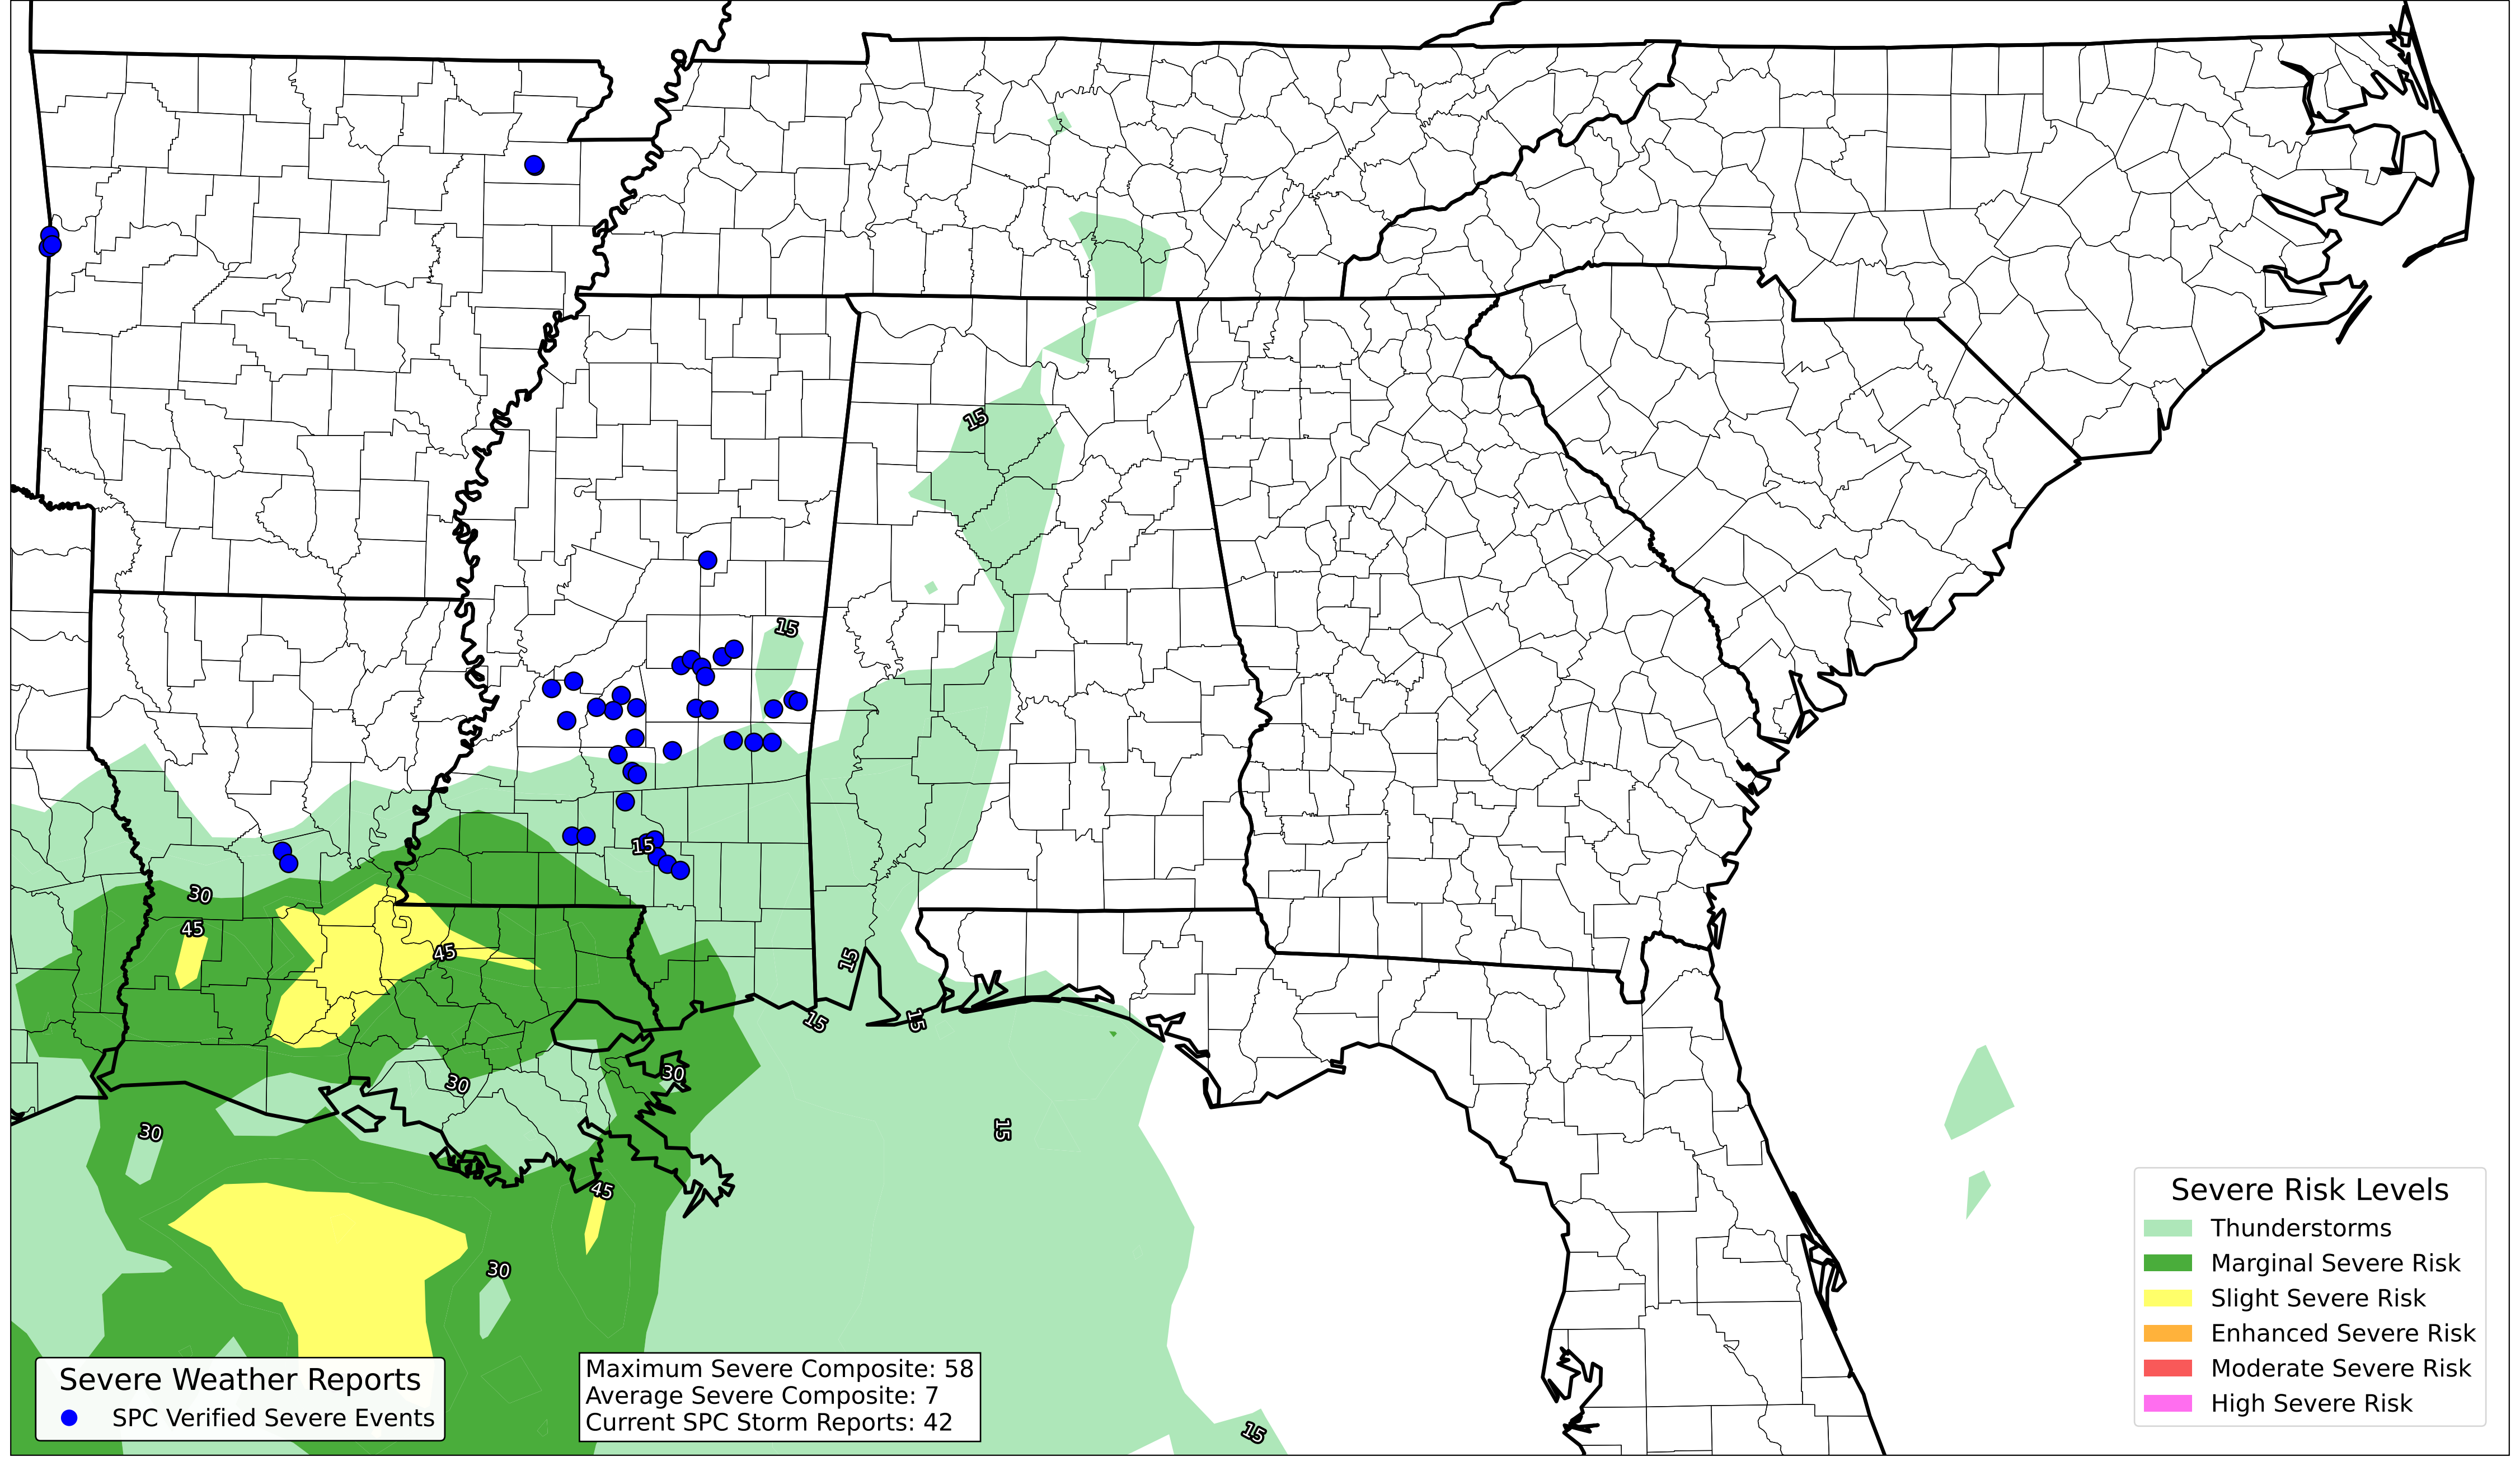 15
15
15
30
45
45
15
15
15
30
30
30
15
45
30
15
Severe Weather Reports
SPC Verified Severe Events
Maximum Severe Composite: 58
Average Severe Composite: 7
Current SPC Storm Reports: 42
Severe Risk Levels
Thunderstorms
Marginal Severe Risk
Slight Severe Risk
Enhanced Severe Risk
Moderate Severe Risk
High Severe Risk